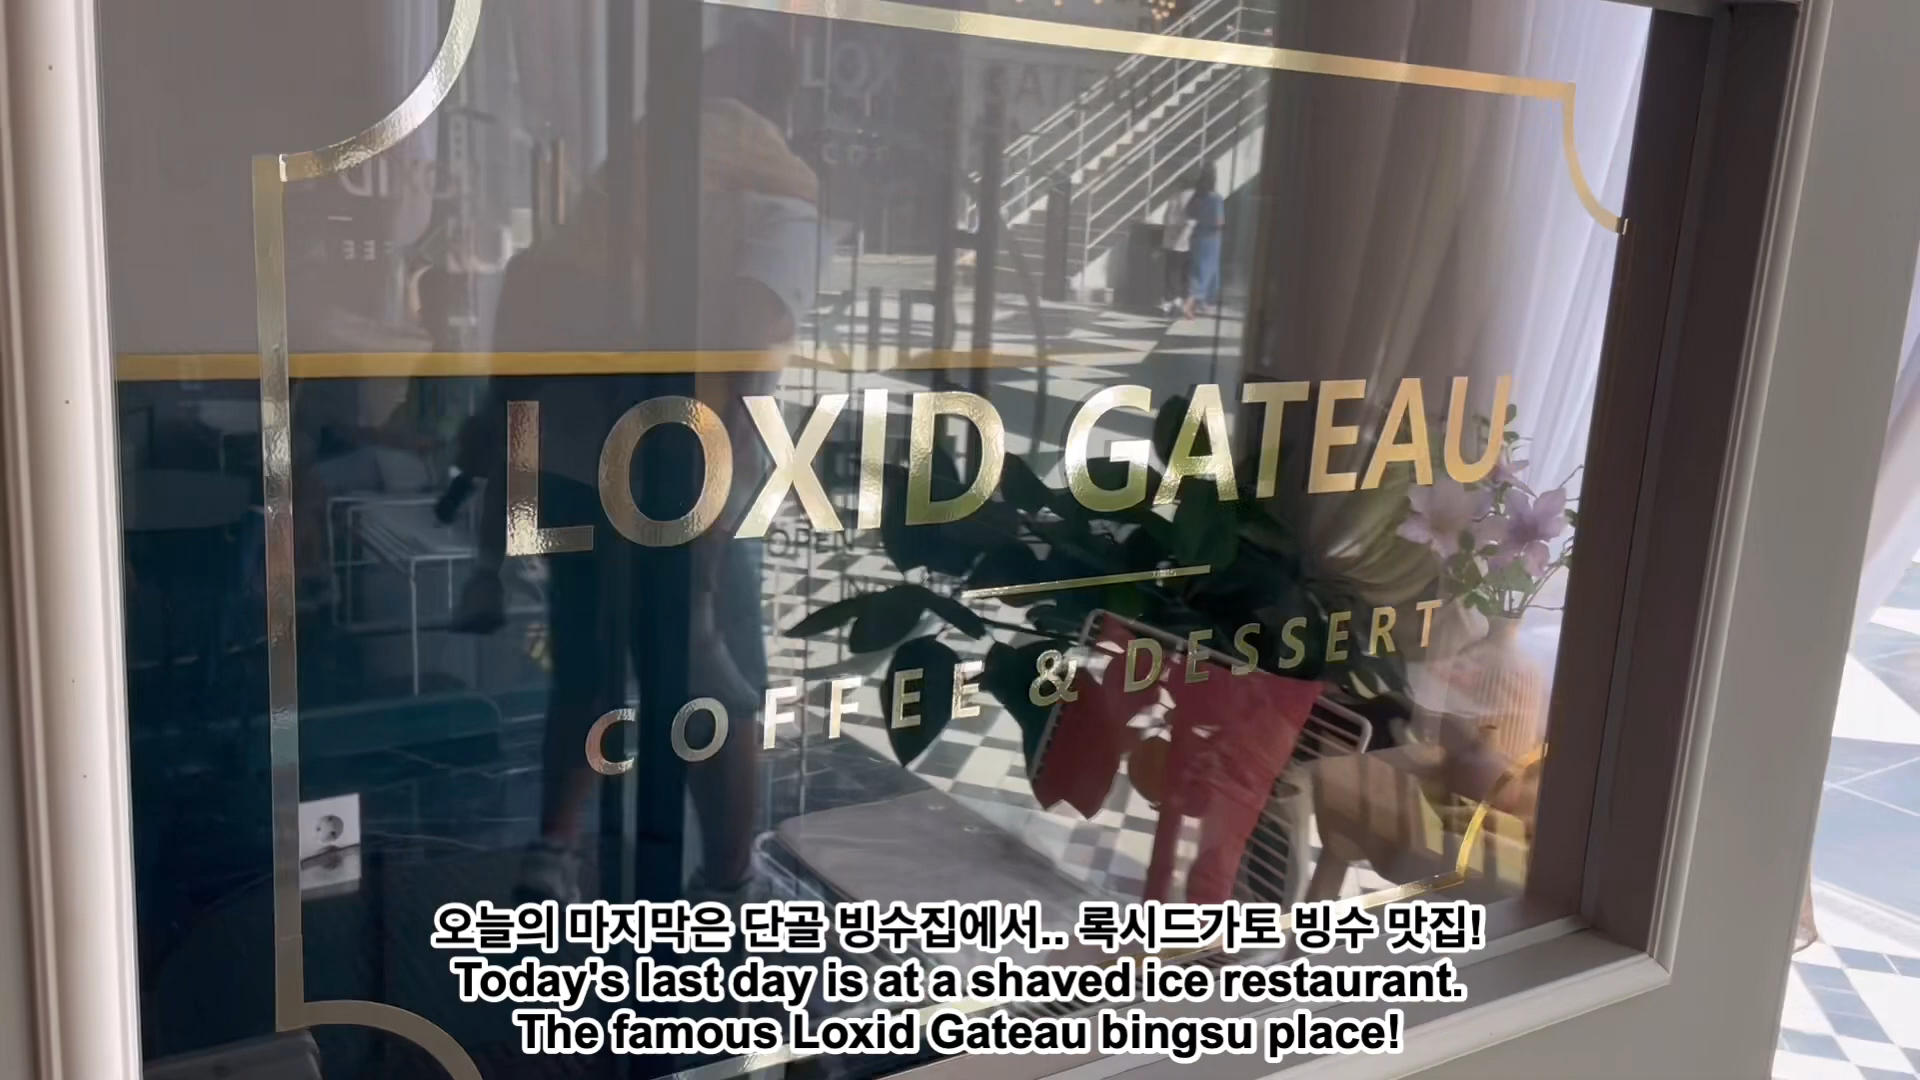 LOXID GATEAU
COFFEE & DESSERT
오늘의 마지막은 단골 빙수집에서.. 록시드가토 빙수 맛집!
Today's last day is at a shaved ice restaurant.
The famous Loxid Gateau bingsu place!